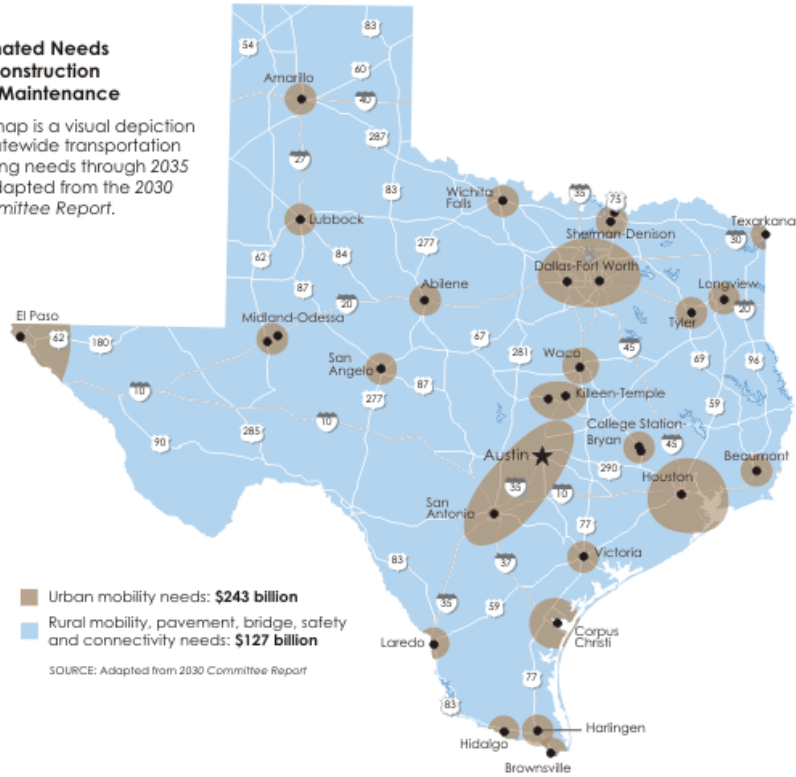 nated Needs
onstruction
Maintenance
map is a visual depiction
atewide transportation
ng needs through 2035
dapted from the 2030
mittee Report.
83
54
60
Amarillo
40
287
27
83
Wichita
Falls
35
75
Lubbock
Sherman-Denison
Texarkana
30
277
62
84
Dallas-Fort Worth
87
Abilene
Longview
20
20
El Paso
Midland-Odessa
Tyler
62
180
67
281
Waco
45
69
96
San
Angelo
87
10
277
Killeen-Temple
59
10
285
College Station-
Bryan
45
90
Austin
290
Beaumont
Houston
35
10
San
Antonio
77
Victoria
83
37
Urban mobility needs: $243 billion
35
59
Rural mobility, pavement, bridge, safety
and connectivity needs: $127 billion
Corpus
Christi
Laredo
SOURCE: Adapted from 2030 Committee Report
77
83
Harlingen
Hidalgo
Brownsville